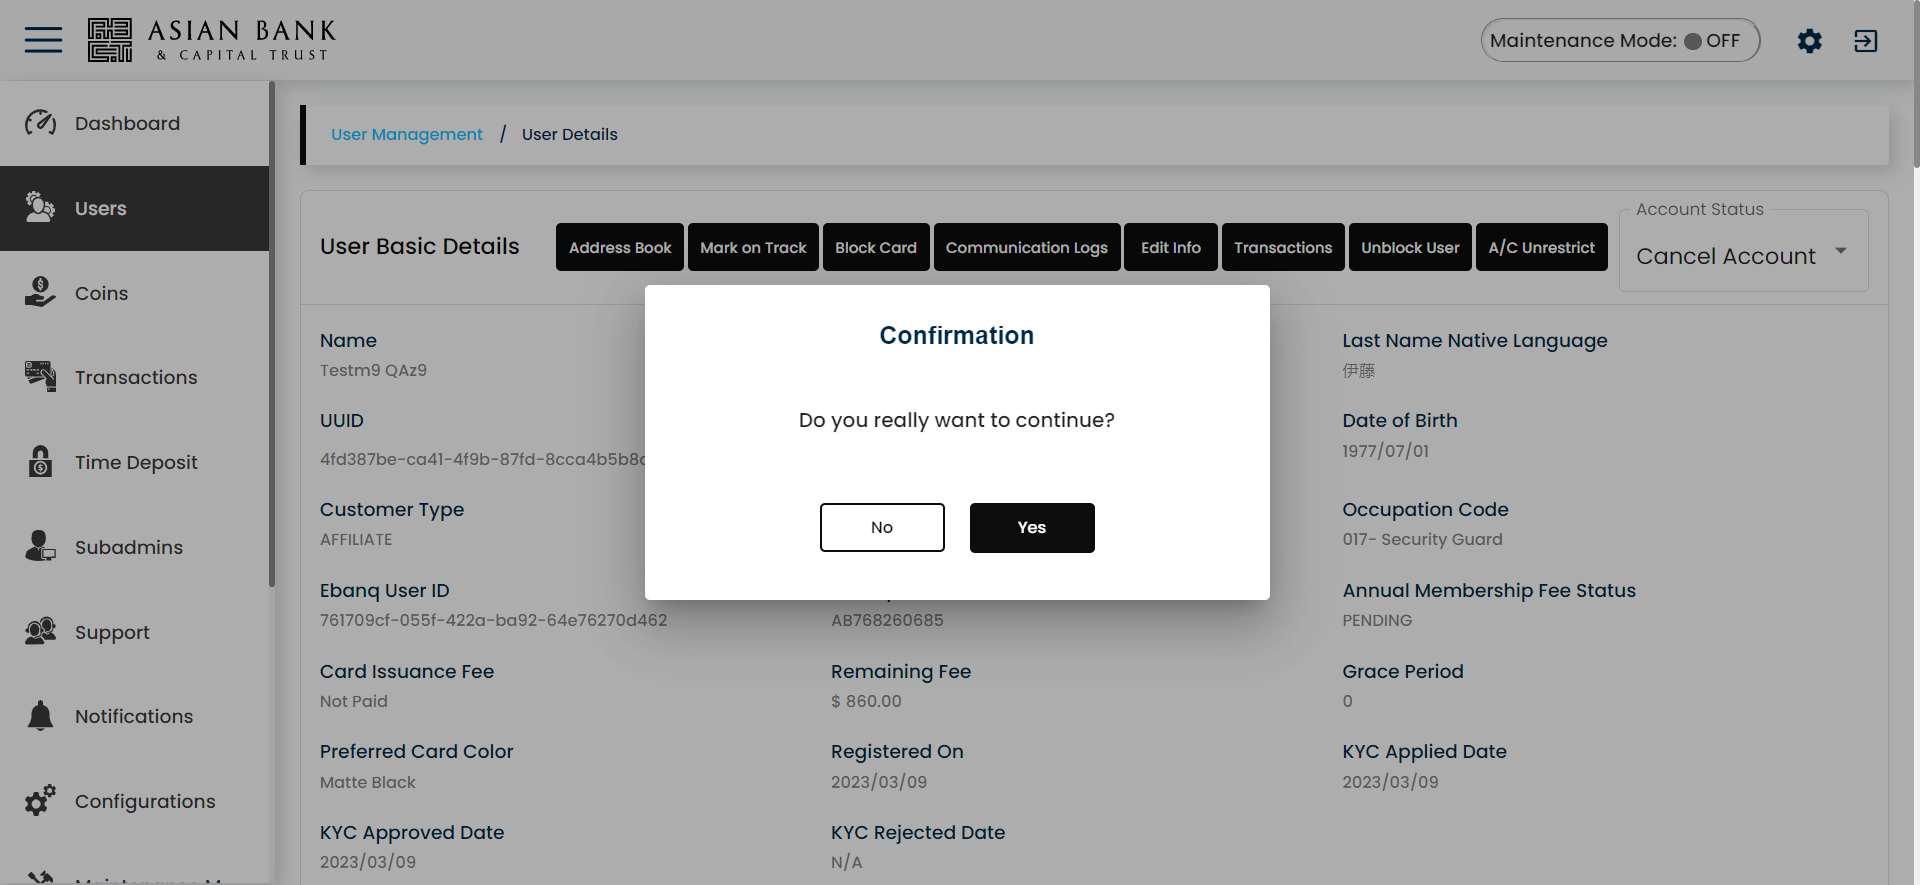 ASIAN BANK
& CAPITAL TRUST
Maintenance Mode: OFF
Dashboard
Users
Coins
Transactions
Time Deposit
Subadmins
Support
Notifications
Configurations
User Management / User Details
User Basic Details
Address Book
Mark on Track
Block Card
Communication Logs
Edit Info
Transactions
Unblock User
A/C Unrestrict
Account Status
Cancel Account
Confirmation
Do you really want to continue?
No
Yes
Name
Testm9 QAz9
Last Name Native Language
伊藤
UUID
4fd387be-ca41-4f9b-87fd-8cca4b5b8
Date of Birth
1977/07/01
Customer Type
AFFILIATE
Occupation Code
017- Security Guard
Ebanq User ID
761709cf-055f-422a-ba92-64e76270d462
AB768260685
Annual Membership Fee Status
PENDING
Card Issuance Fee
Not Paid
Remaining Fee
$ 860.00
Grace Period
0
Preferred Card Color
Matte Black
Registered On
2023/03/09
KYC Applied Date
2023/03/09
KYC Approved Date
2023/03/09
KYC Rejected Date
N/A